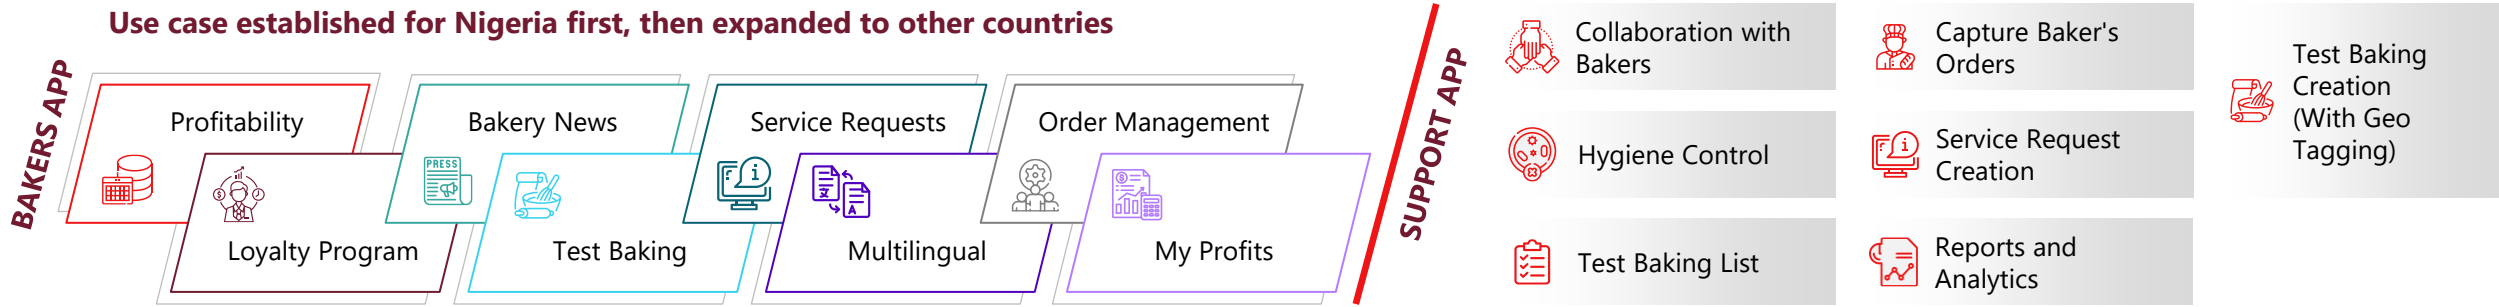 Use case established for Nigeria first, then expanded to other countries
BAKERS APP
Profitability
Bakery News
Service Requests
Order Management
PRESS
A
Loyalty Program
Test Baking
Multilingual
My Profits
SUPPORT APP
Collaboration with
Bakers
Capture Baker's
Orders
Test Baking
Creation
(With Geo
Tagging)
Hygiene Control
Service Request
Creation
Test Baking List
Reports and
Analytics